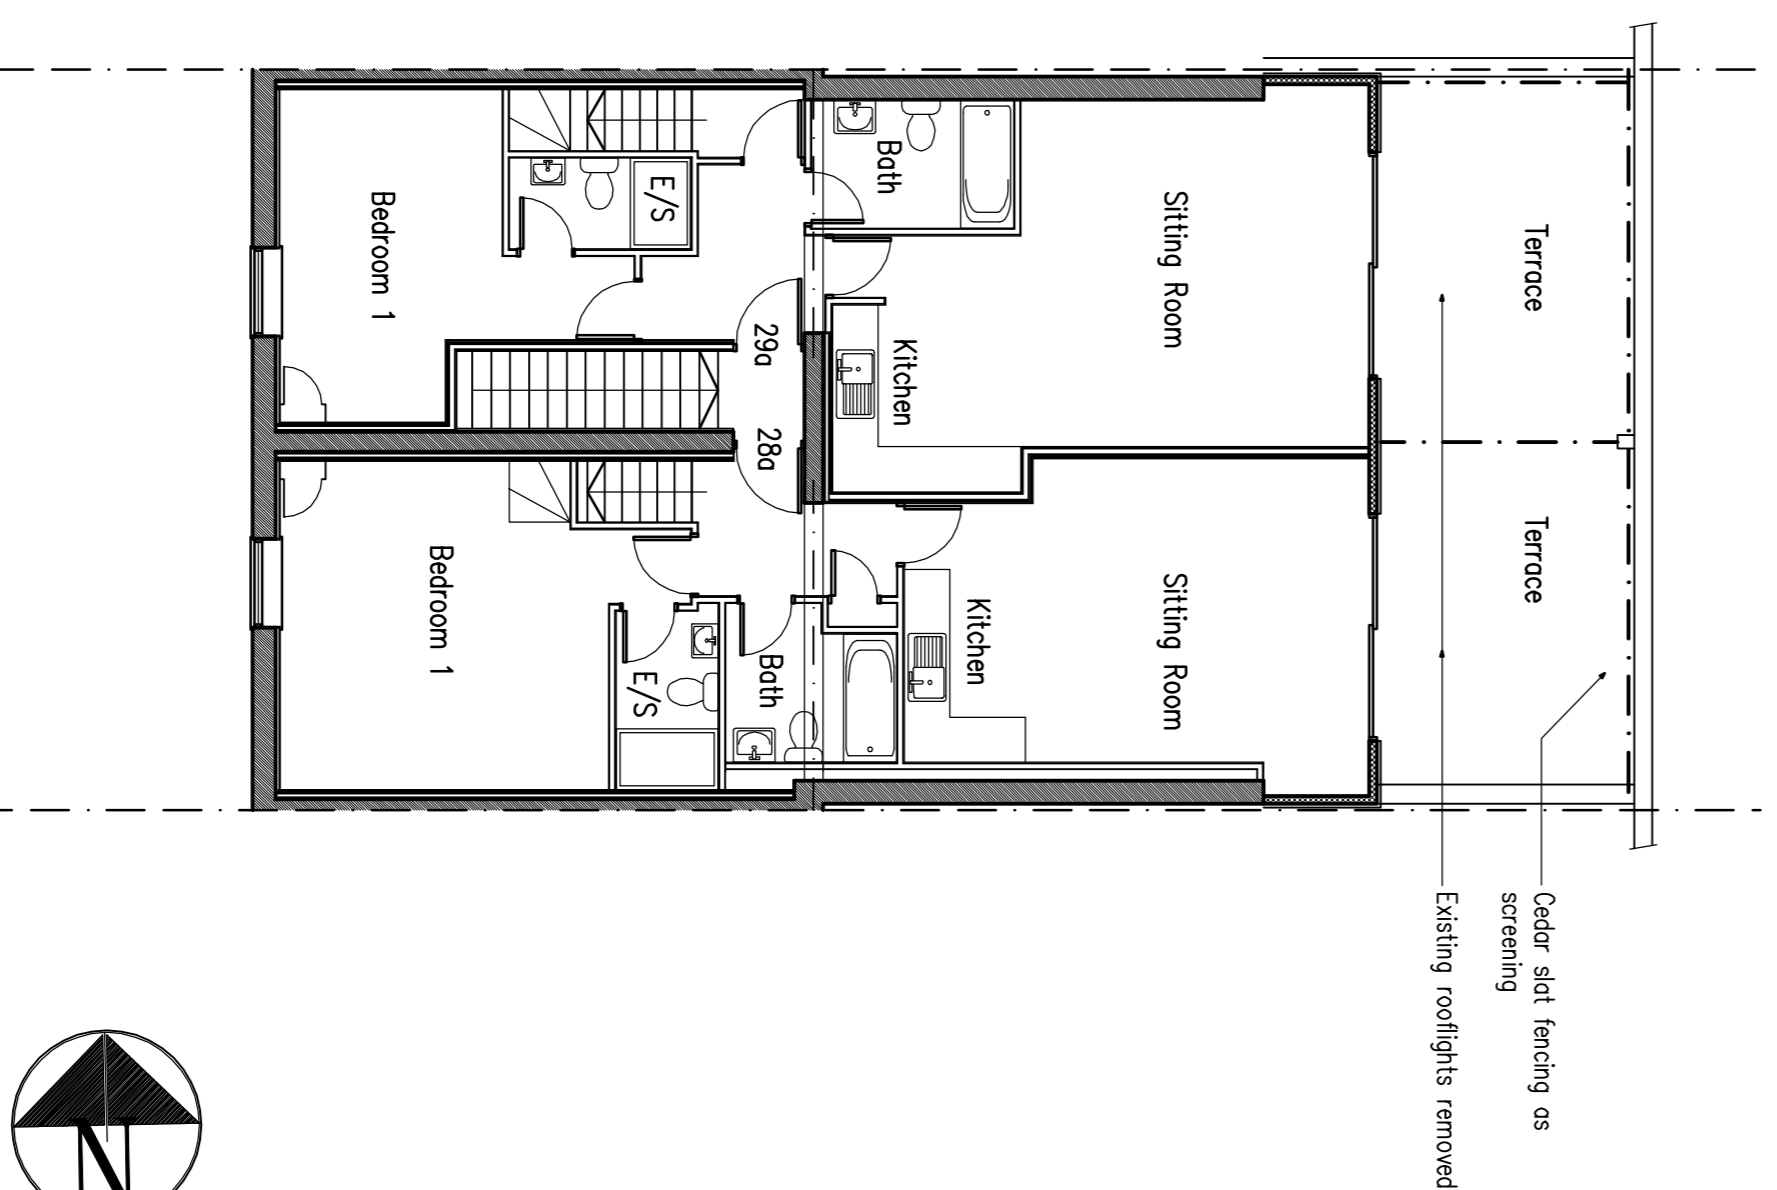 Bath
Sitting Room
Terrace
E/S
Bedroom 1
29a
Kitchen
28a
Terrace
Bedroom 1
Sitting Room
Kitchen
Bath
E/S
Cedar slat fencing as
screening
Existing rooflights removed
N